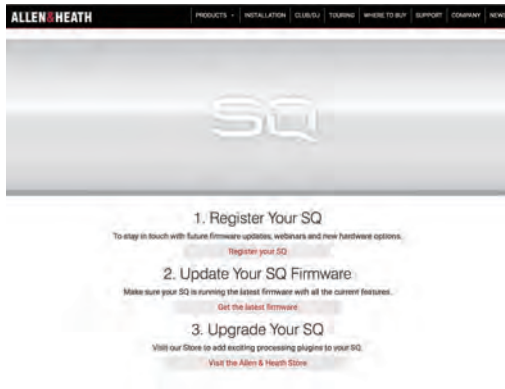 ALLEN&HEATH PRODUCTS INSTALLATION CLUB/DJ TOURING WHERE TO BUY SUPPORT COMPANY NEWS
SQ
1. Register Your SQ
To stay in touch with future firmware updates, webinars and new hardware options.
Register your SQ
2. Update Your SQ Firmware
Make sure your SQ is running the latest firmware with all the current features.
Get the latest firmware
3. Upgrade Your SQ
Visit our Store to add exciting processing plugins to your SQ.
Visit the Allen & Heath Store